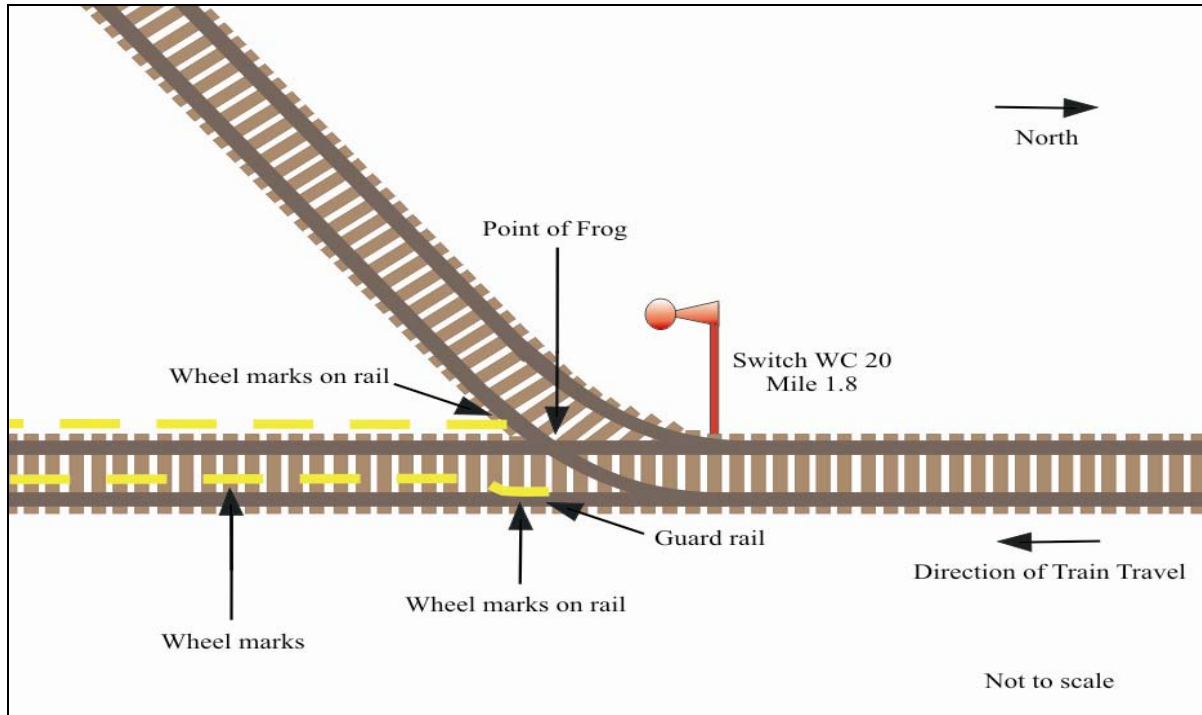 North
Point of Frog
Switch WC 20
Mile 1.8
Wheel marks on rail
Guard rail
Direction of Train Travel
Wheel marks on rail
Wheel marks
Not to scale